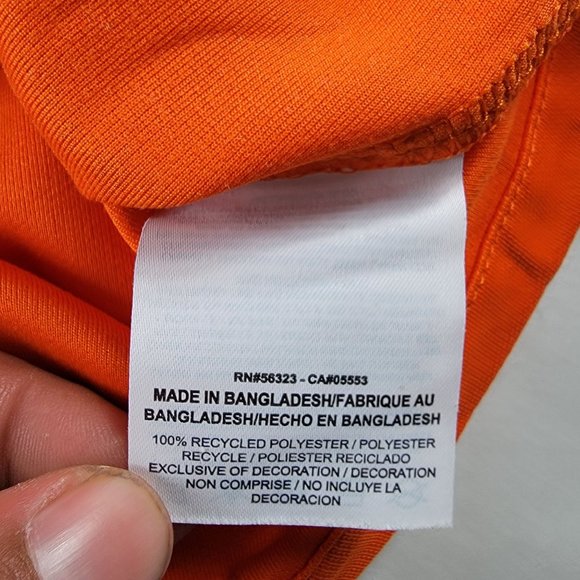 RN#56323 - CA#05553
MADE IN BANGLADESH/FABRIQUE AU
BANGLADESH/HECHO EN BANGLADESH
100% RECYCLED POLYESTER / POLYESTER
RECYCLE / POLIESTER RECICLADO
EXCLUSIVE OF DECORATION / DECORATION
NON COMPRISE / NO INCLUYE LA
DECORACION